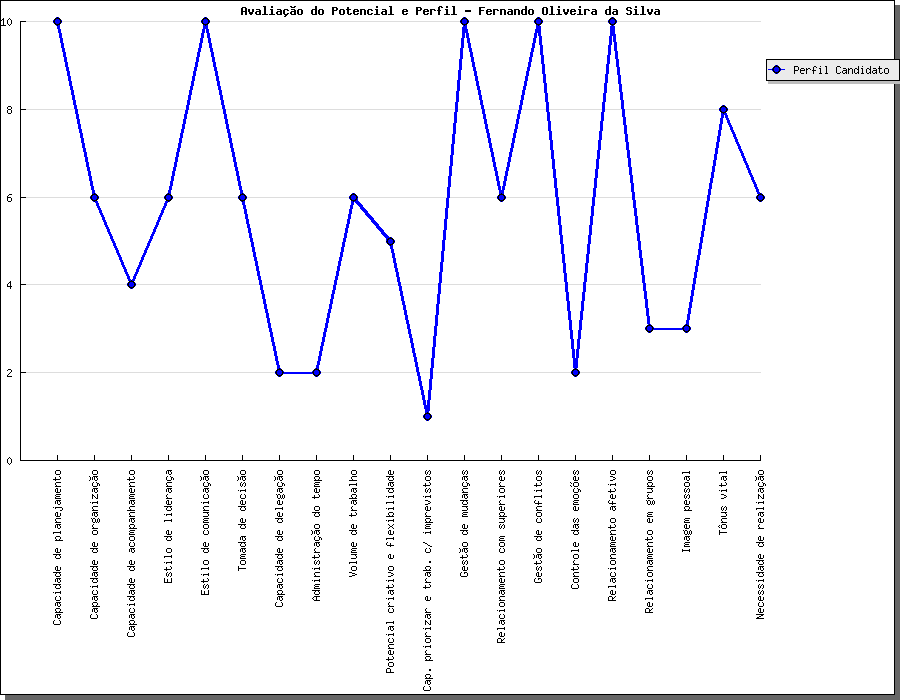 Avaliação do Potencial e Perfil - Fernando Oliveira da Silva
Perfil Candidato
10
8
6
4
2
0
Capacidade de planejamento
Capacidade de organização
Capacidade de acompanhamento
Estilo de liderança
Estilo de comunicação
Tomada de decisão
Capacidade de delegação
Administração do tempo
Volume de trabalho
Potencial criativo e flexibilidade
Cap. priorizar e trab. c/ imprevistos
Gestão de mudanças
Relacionamento com superiores
Gestão de conflitos
Controle das emoções
Relacionamento afetivo
Relacionamento em grupos
Imagem pessoal
Tônus vital
Necessidade de realização